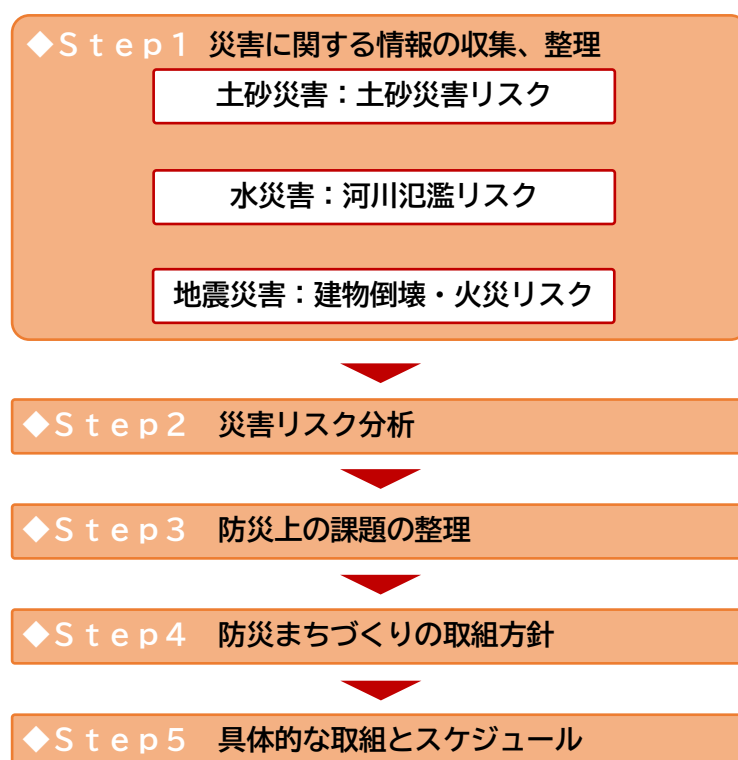 ◆Ｓｔｅｐ１ 災害に関する情報の収集、整理
土砂災害：土砂災害リスク
水災害：河川氾濫リスク
地震災害：建物倒壊・火災リスク
◆Ｓｔｅｐ２　災害リスク分析
◆Ｓｔｅｐ３　防災上の課題の整理
◆Ｓｔｅｐ４　防災まちづくりの取組方針
◆Ｓｔｅｐ５　具体的な取組とスケジュール